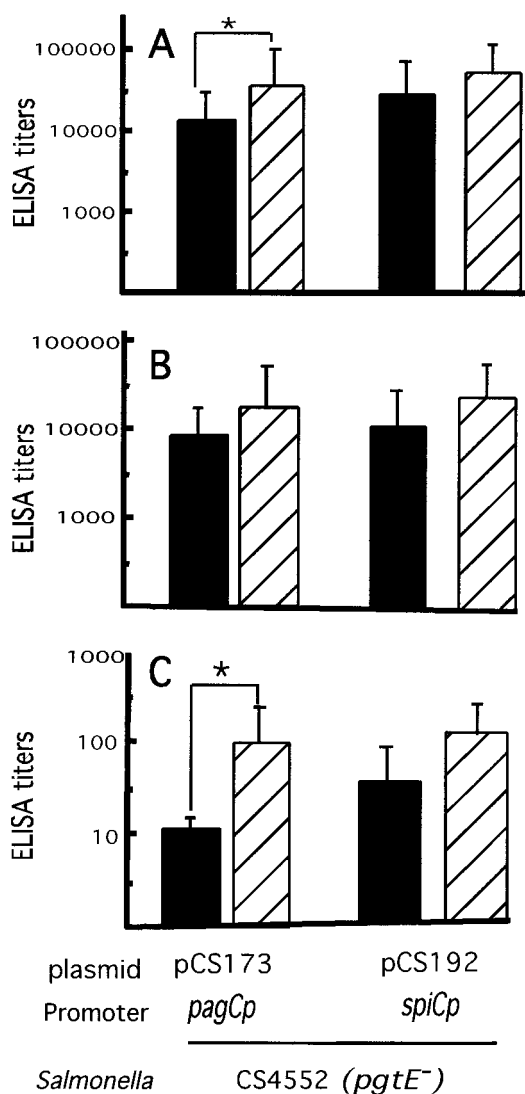 A
*
100000
10000
1000
ELISA titers
B
100000
10000
1000
ELISA titers
C
*
1000
100
10
ELISA titers
plasmid pCS173 pCS192
Promoter pagCp spiCp
Salmonella CS4552 (pgtE⁻)